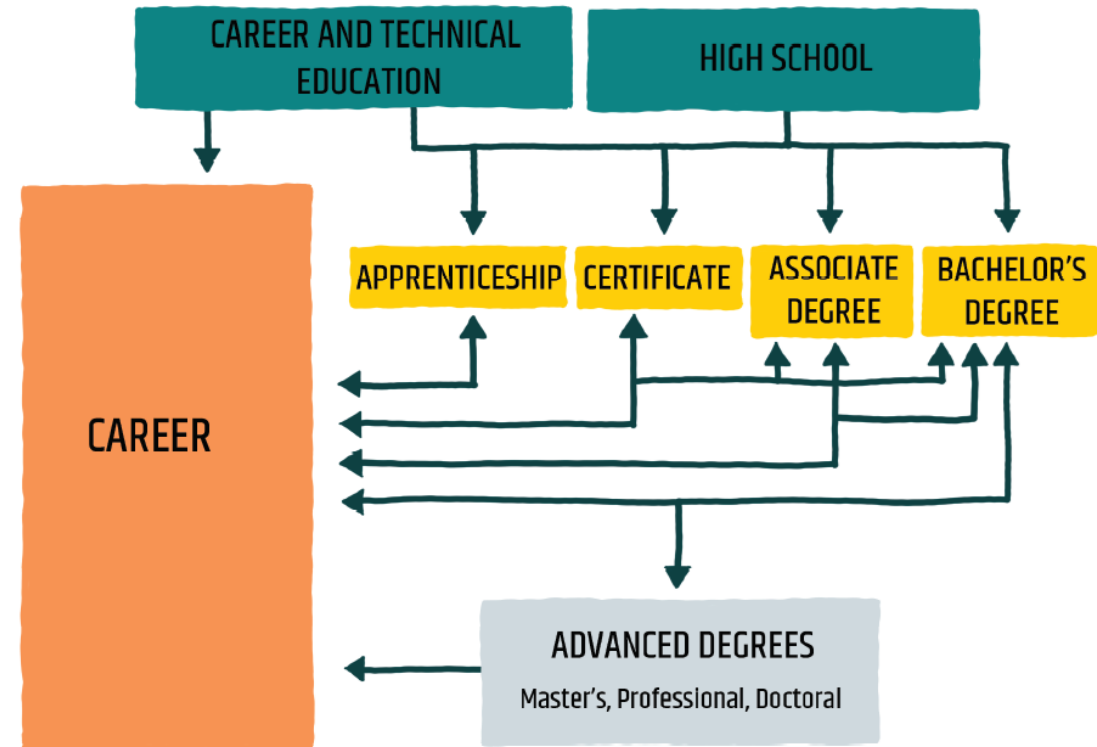 CAREER AND TECHNICAL
EDUCATION
HIGH SCHOOL
APPRENTICESHIP
CERTIFICATE
ASSOCIATE
DEGREE
BACHELOR'S
DEGREE
CAREER
ADVANCED DEGREES
Master's, Professional, Doctoral